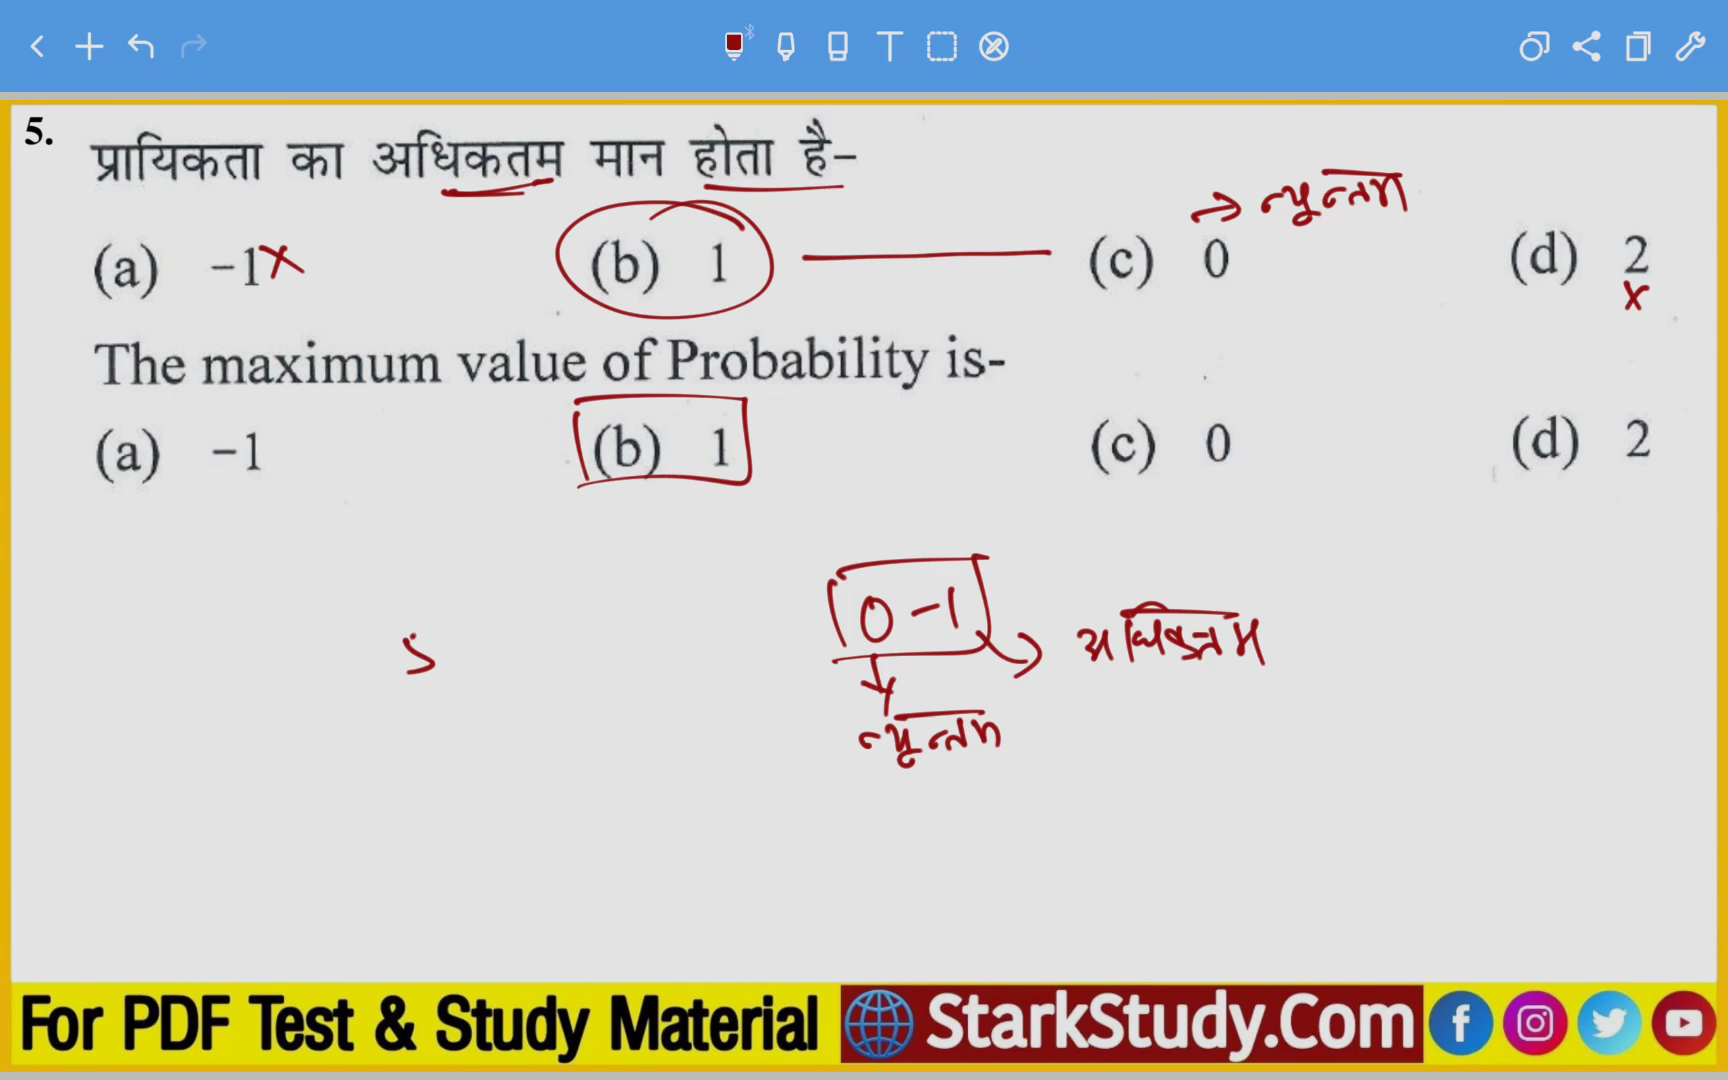 5. प्रायिकता का अधिकतम मान होता है–
→ न्यूनतम
(a) –1 x (b) 1 (c) 0 (d) 2 x
The maximum value of Probability is-
(a) –1 (b) 1 (c) 0 (d) 2
0 – 1 → अधिकतम
न्यूनतम
For PDF Test & Study Material StarkStudy.Com